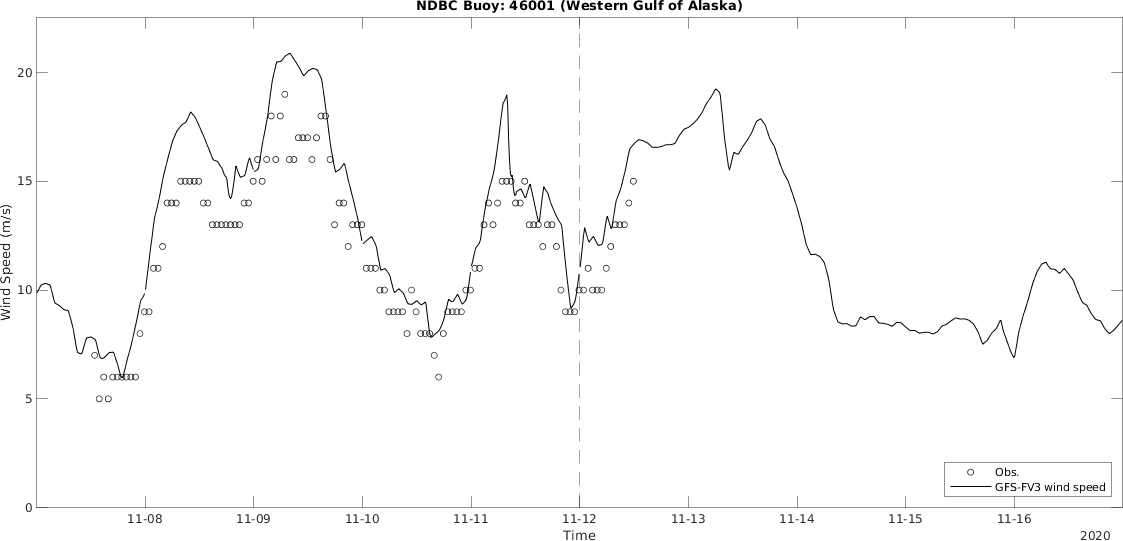 NDBC Buoy: 46001 (Western Gulf of Alaska)
Wind Speed (m/s)
20
15
10
5
0
Obs.
GFS-FV3 wind speed
11-08 11-09 11-10 11-11 11-12 11-13 11-14 11-15 11-16
Time
2020